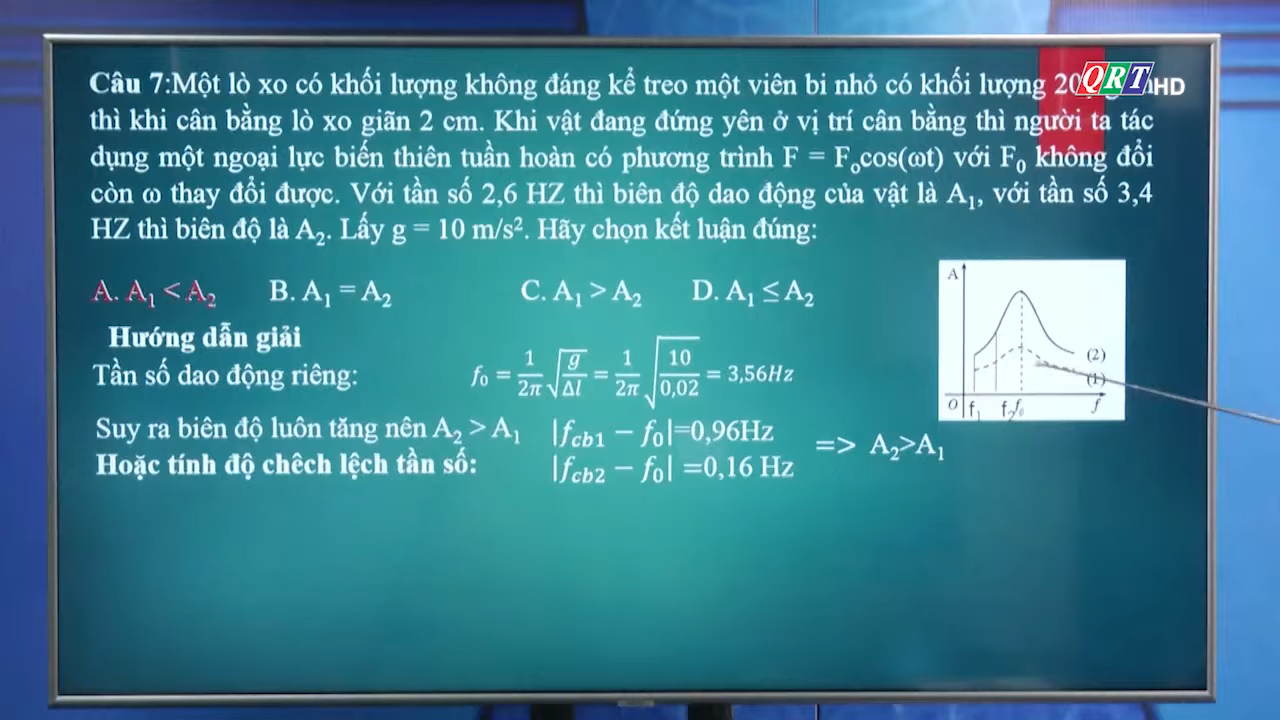 Câu 7:Một lò xo có khối lượng không đáng kể treo một viên bi nhỏ có khối lượng
QRT HD
thì khi cân bằng lò xo giãn 2 cm. Khi vật đang đứng yên ở vị trí cân bằng thì người ta tác
dụng một ngoại lực biến thiên tuần hoàn có phương trình F = F₀cos(ωt) với F₀ không đổi
còn ω thay đổi được. Với tần số 2,6 HZ thì biên độ dao động của vật là A₁, với tần số 3,4
HZ thì biên độ là A₂. Lấy g = 10 m/s². Hãy chọn kết luận đúng:
A. A₁ < A₂ B. A₁ = A₂ C. A₁ > A₂ D. A₁ ≤ A₂
Hướng dẫn giải
Tần số dao động riêng: f₀ = 1/2π √(g/Δl) = 1/2π √(10/0,02) = 3,56Hz
Suy ra biên độ luôn tăng nên A₂ > A₁ |f_cb1 − f₀|=0,96Hz
Hoặc tính độ chêch lệch tần số: |f_cb2 − f₀| =0,16 Hz => A₂>A₁
A
(2)
(1)
O f₁ f₂ f₀ f